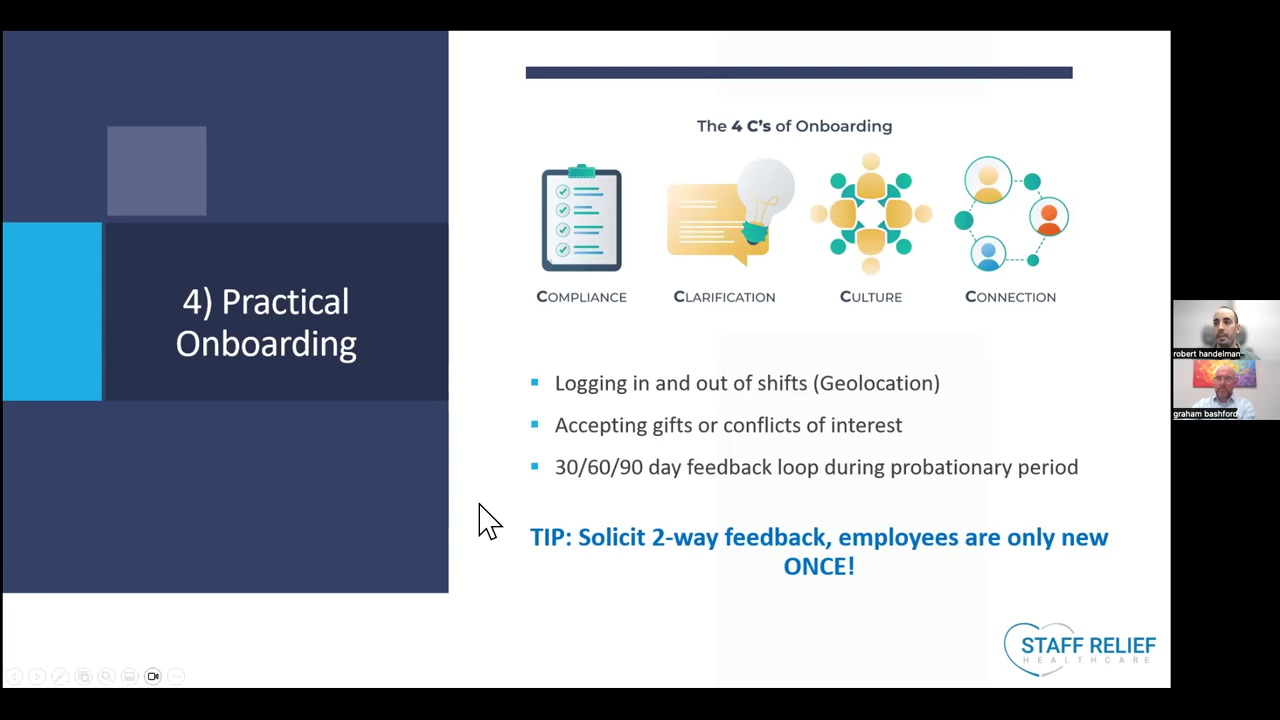 4) Practical
Onboarding
The 4 C's of Onboarding
COMPLIANCE
CLARIFICATION
CULTURE
CONNECTION
Logging in and out of shifts (Geolocation)
Accepting gifts or conflicts of interest
30/60/90 day feedback loop during probationary period
TIP: Solicit 2-way feedback, employees are only new
ONCE!
STAFF RELIEF
HEALTHCARE
robert handelman
graham bashford